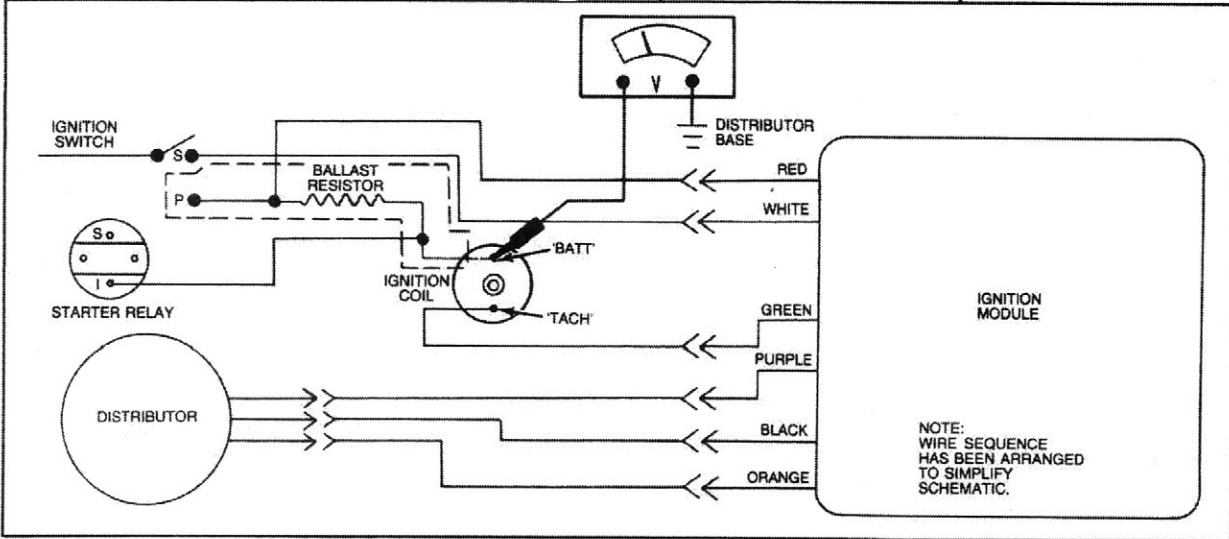 IGNITION
SWITCH
S
P
BALLAST
RESISTOR
V
DISTRIBUTOR
BASE
RED
WHITE
S
I
STARTER RELAY
IGNITION
COIL
'BATT'
'TACH'
GREEN
PURPLE
BLACK
ORANGE
IGNITION
MODULE
DISTRIBUTOR
NOTE:
WIRE SEQUENCE
HAS BEEN ARRANGED
TO SIMPLIFY
SCHEMATIC.